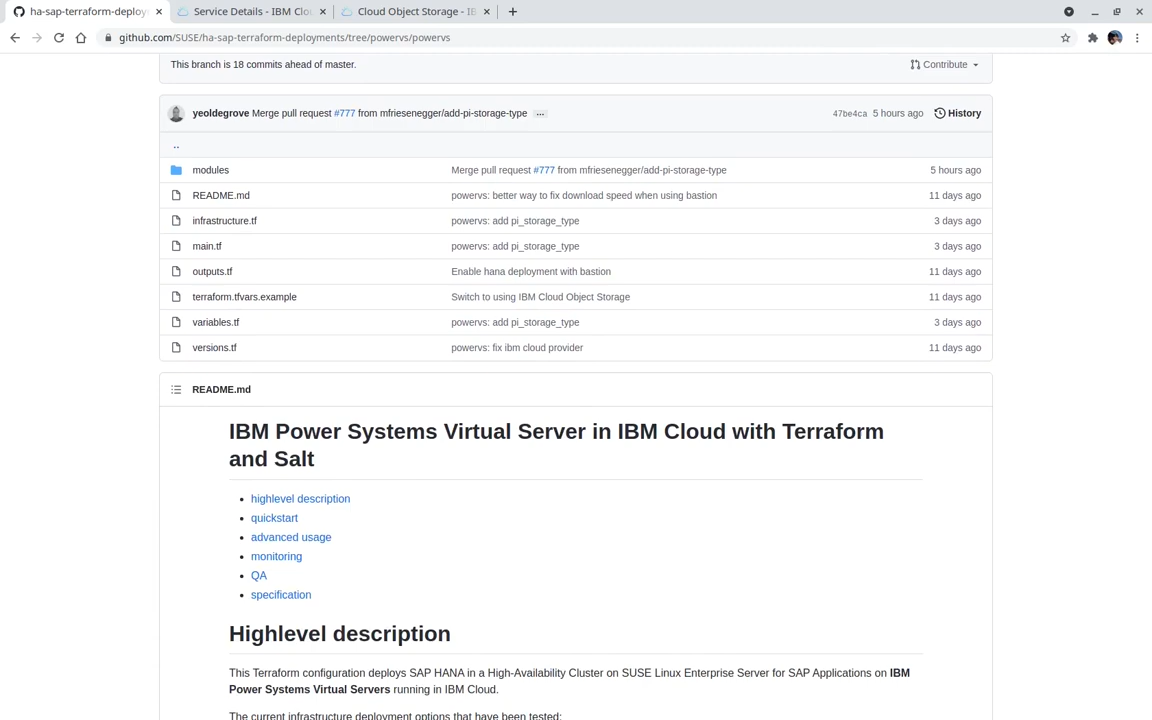 ha-sap-terraform-deploy
Service Details - IBM Clou
Cloud Object Storage - IB
github.com/SUSE/ha-sap-terraform-deployments/tree/powervs/powervs
This branch is 18 commits ahead of master.
Contribute
yeoldegrove Merge pull request #777 from mfriesenegger/add-pi-storage-type ...
47be4ca 5 hours ago History
..
modules Merge pull request #777 from mfriesenegger/add-pi-storage-type 5 hours ago
README.md powervs: better way to fix download speed when using bastion 11 days ago
infrastructure.tf powervs: add pi_storage_type 3 days ago
main.tf powervs: add pi_storage_type 3 days ago
outputs.tf Enable hana deployment with bastion 11 days ago
terraform.tfvars.example Switch to using IBM Cloud Object Storage 11 days ago
variables.tf powervs: add pi_storage_type 3 days ago
versions.tf powervs: fix ibm cloud provider 11 days ago
README.md
IBM Power Systems Virtual Server in IBM Cloud with Terraform
and Salt
• highlevel description
• quickstart
• advanced usage
• monitoring
• QA
• specification
Highlevel description
This Terraform configuration deploys SAP HANA in a High-Availability Cluster on SUSE Linux Enterprise Server for SAP Applications on IBM
Power Systems Virtual Servers running in IBM Cloud.
The current infrastructure deployment options that have been tested: